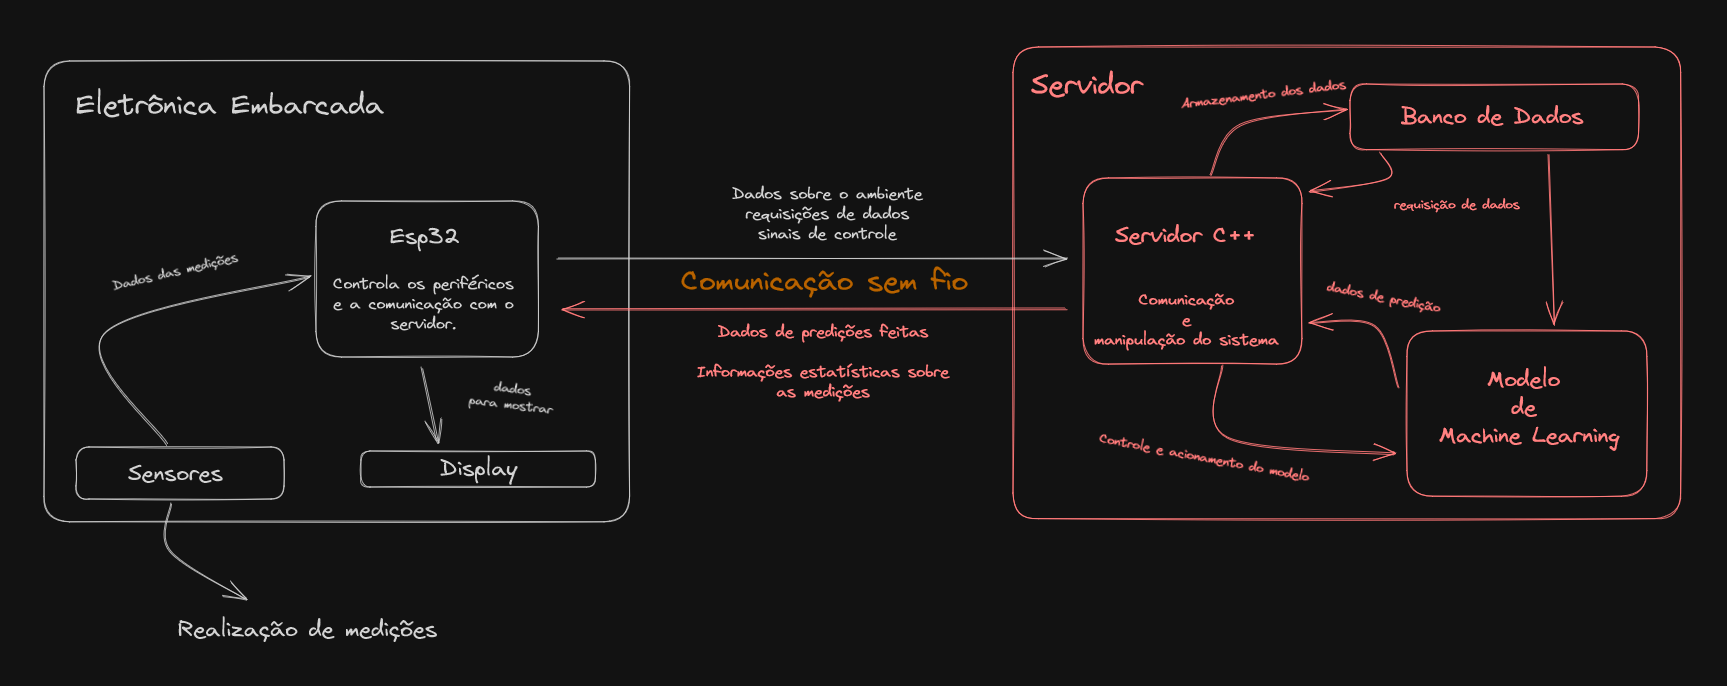 Eletrônica Embarcada
Esp32
Controla os periféricos
e a comunicação com o
servidor.
Dados das medições
dados
para mostrar
Sensores
Display
Realização de medições
Dados sobre o ambiente
requisições de dados
sinais de controle
Comunicação sem fio
Dados de predições feitas
Informações estatísticas sobre
as medições
Servidor
Armazenamento dos dados
Banco de Dados
requisição de dados
Servidor C++
Comunicação
e
manipulação do sistema
dados de predição
Modelo
de
Machine Learning
Controle e acionamento do modelo